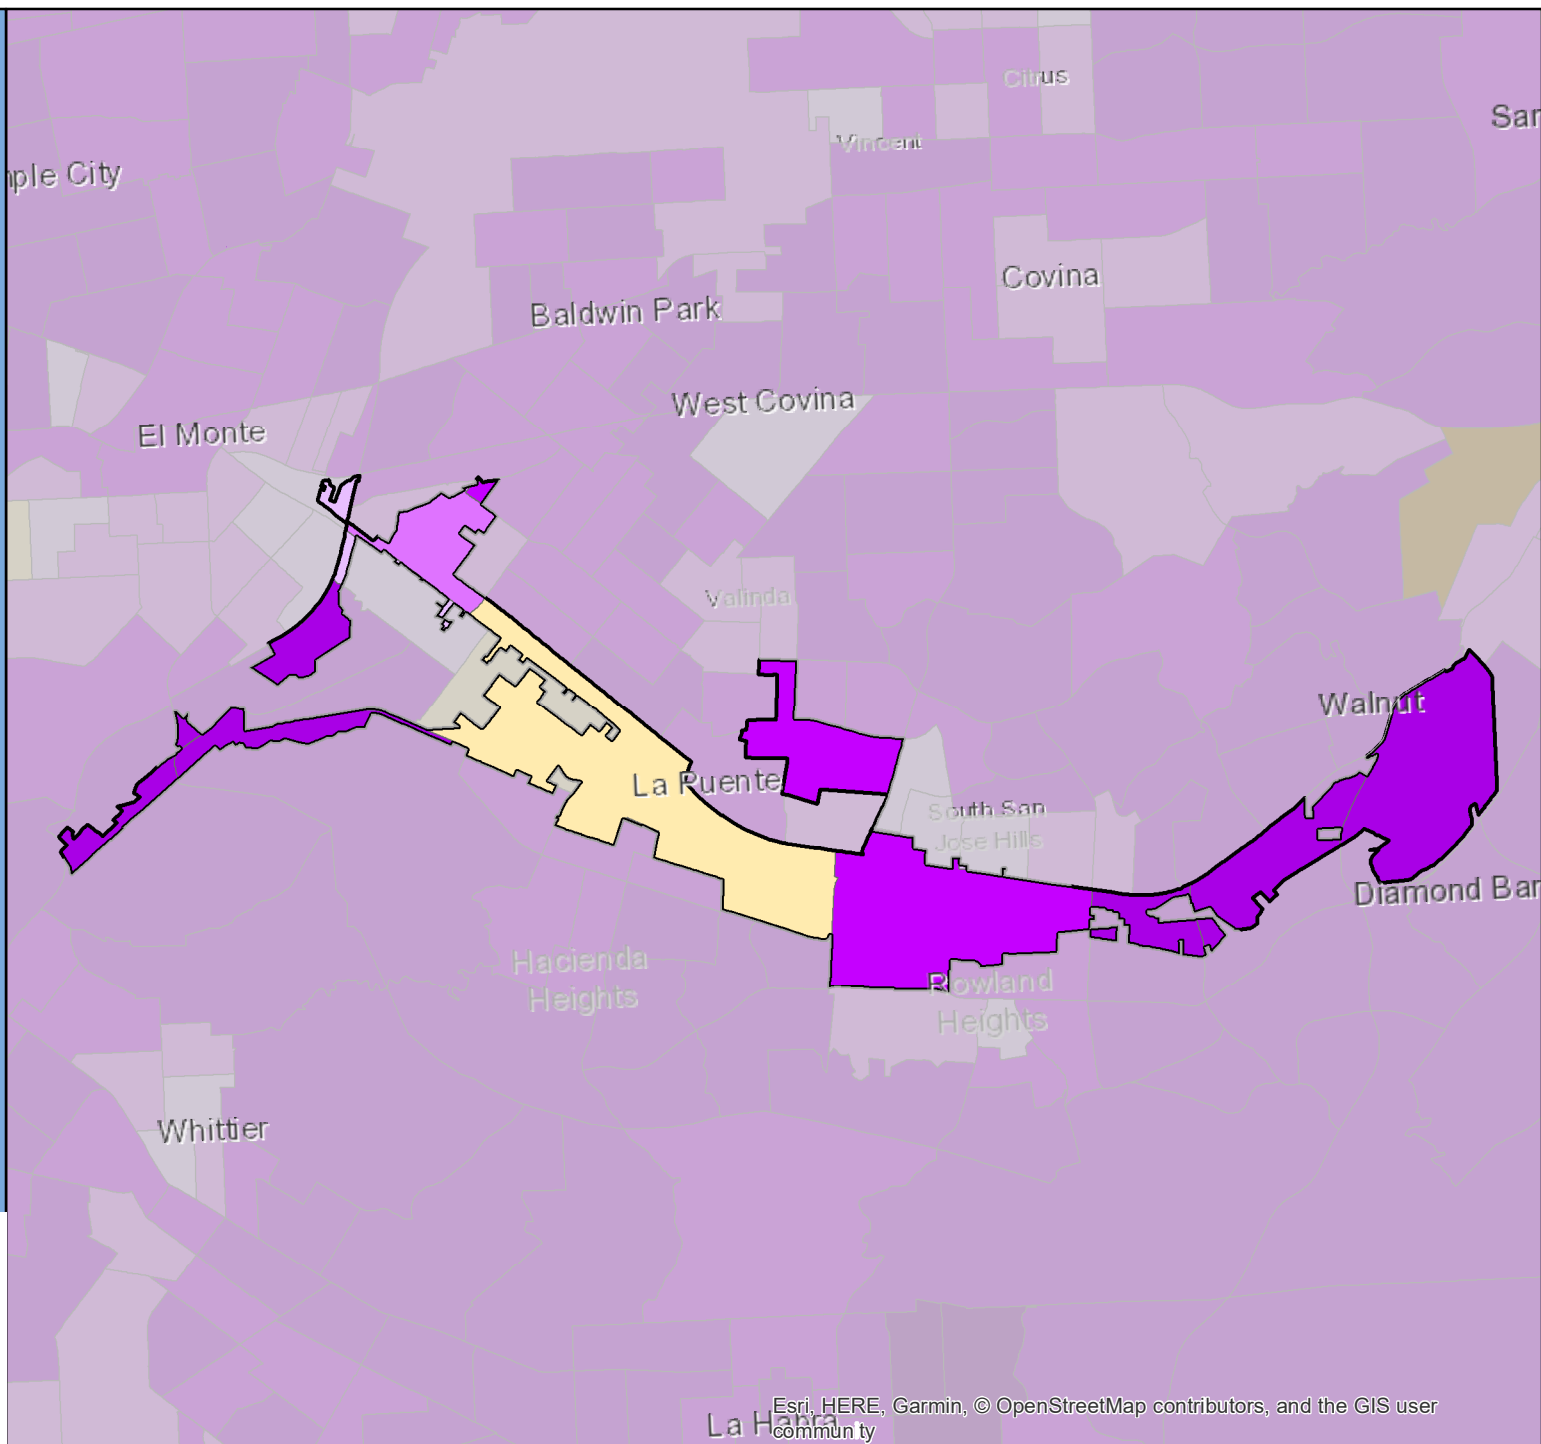 Citrus
Sar
Vincent
ple City
Covina
Baldwin Park
West Covina
El Monte
Valinda
Walnut
La Puente
South San
Jose Hills
Diamond Bar
Hacienda
Heights
Rowland
Heights
Whittier
Esri, HERE, Garmin, © OpenStreetMap contributors, and the GIS user
community
La Habra